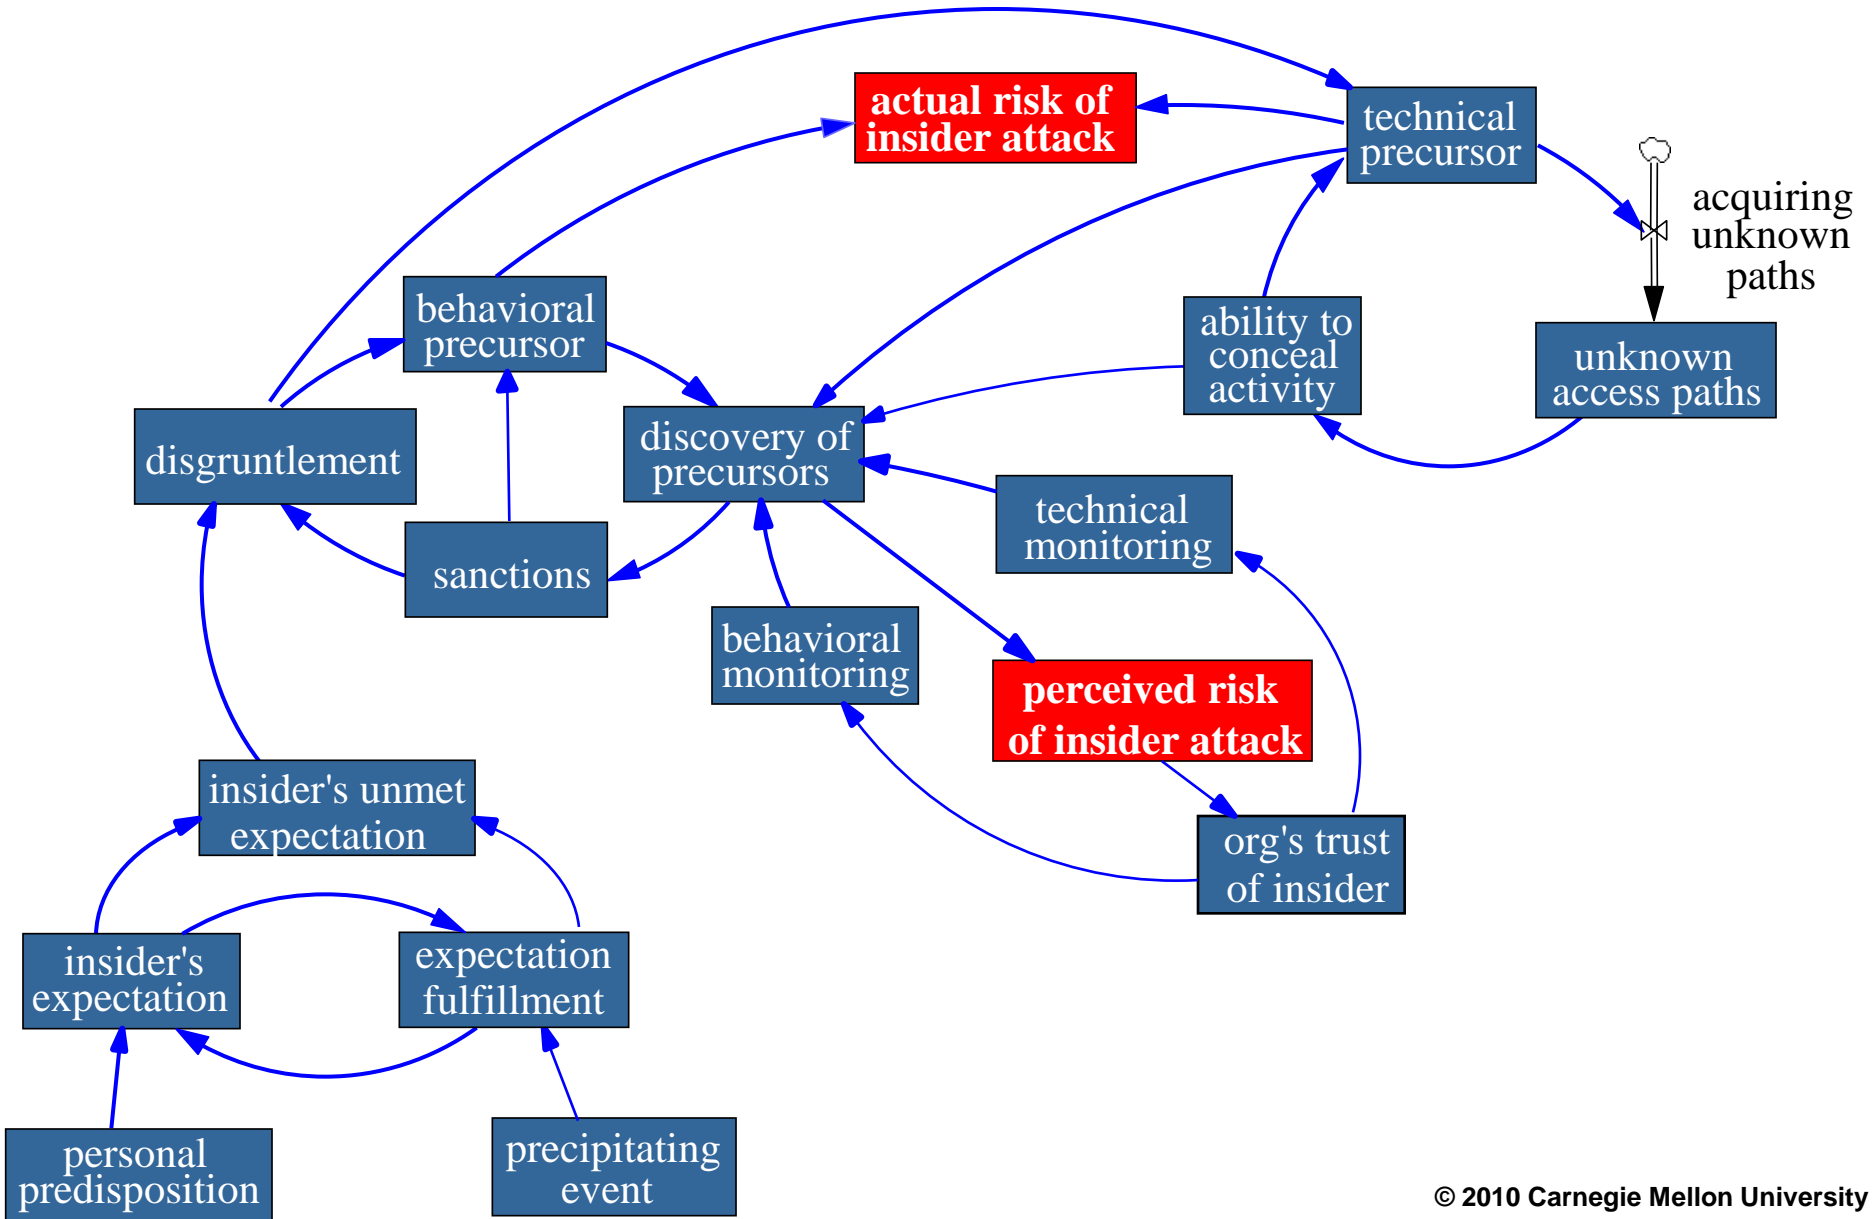 actual risk of
insider attack
technical
precursor
acquiring
unknown
paths
behavioral
precursor
ability to
conceal
activity
unknown
access paths
disgruntlement
discovery of
precursors
technical
monitoring
sanctions
behavioral
monitoring
perceived risk
of insider attack
insider's unmet
expectation
org's trust
of insider
insider's
expectation
expectation
fulfillment
personal
predisposition
precipitating
event
© 2010 Carnegie Mellon University